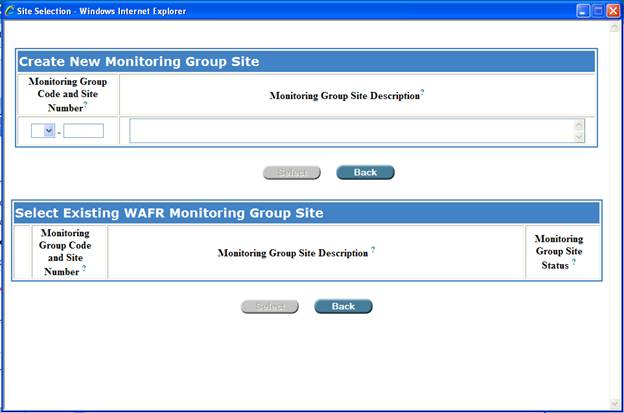 Site Selection - Windows Internet Explorer
Create New Monitoring Group Site
Monitoring Group
Code and Site
Number?
Monitoring Group Site Description?
-
Select
Back
Select Existing WAFR Monitoring Group Site
Monitoring
Group Code
and Site
Number ?
Monitoring Group Site Description ?
Monitoring
Group Site
Status ?
Select
Back